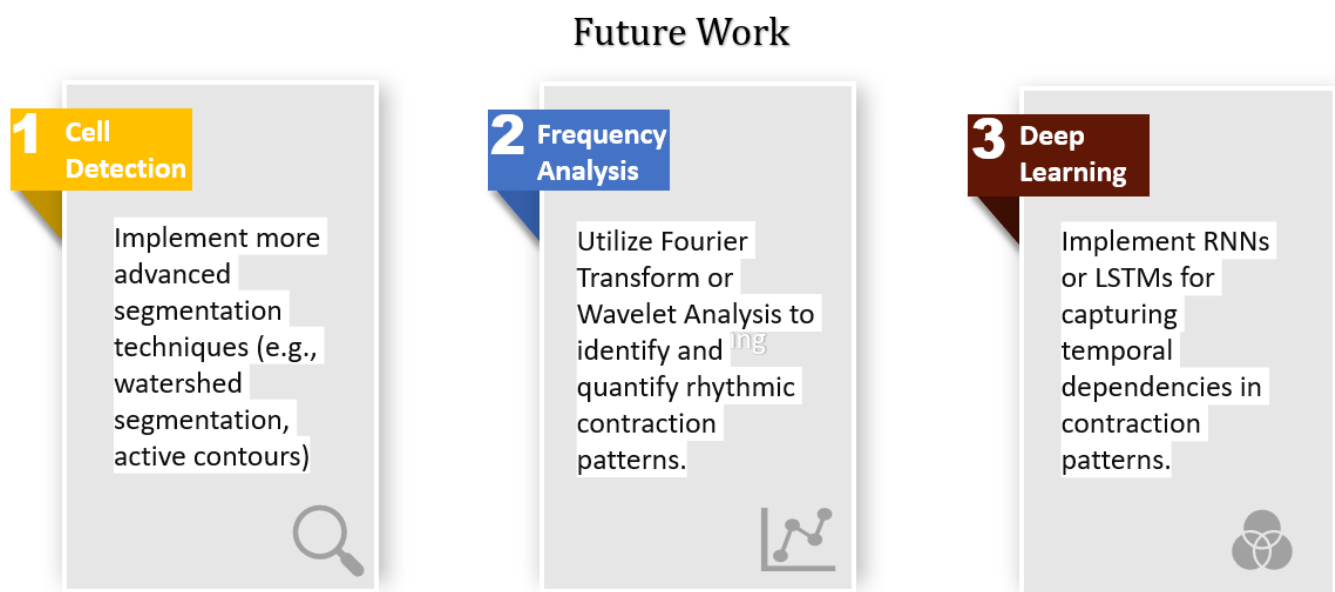 Future Work
1 Cell
Detection
Implement more
advanced
segmentation
techniques (e.g.,
watershed
segmentation,
active contours)
2 Frequency
Analysis
Utilize Fourier
Transform or
Wavelet Analysis to
identify and
quantify rhythmic
contraction
patterns.
3 Deep
Learning
Implement RNNs
or LSTMs for
capturing
temporal
dependencies in
contraction
patterns.